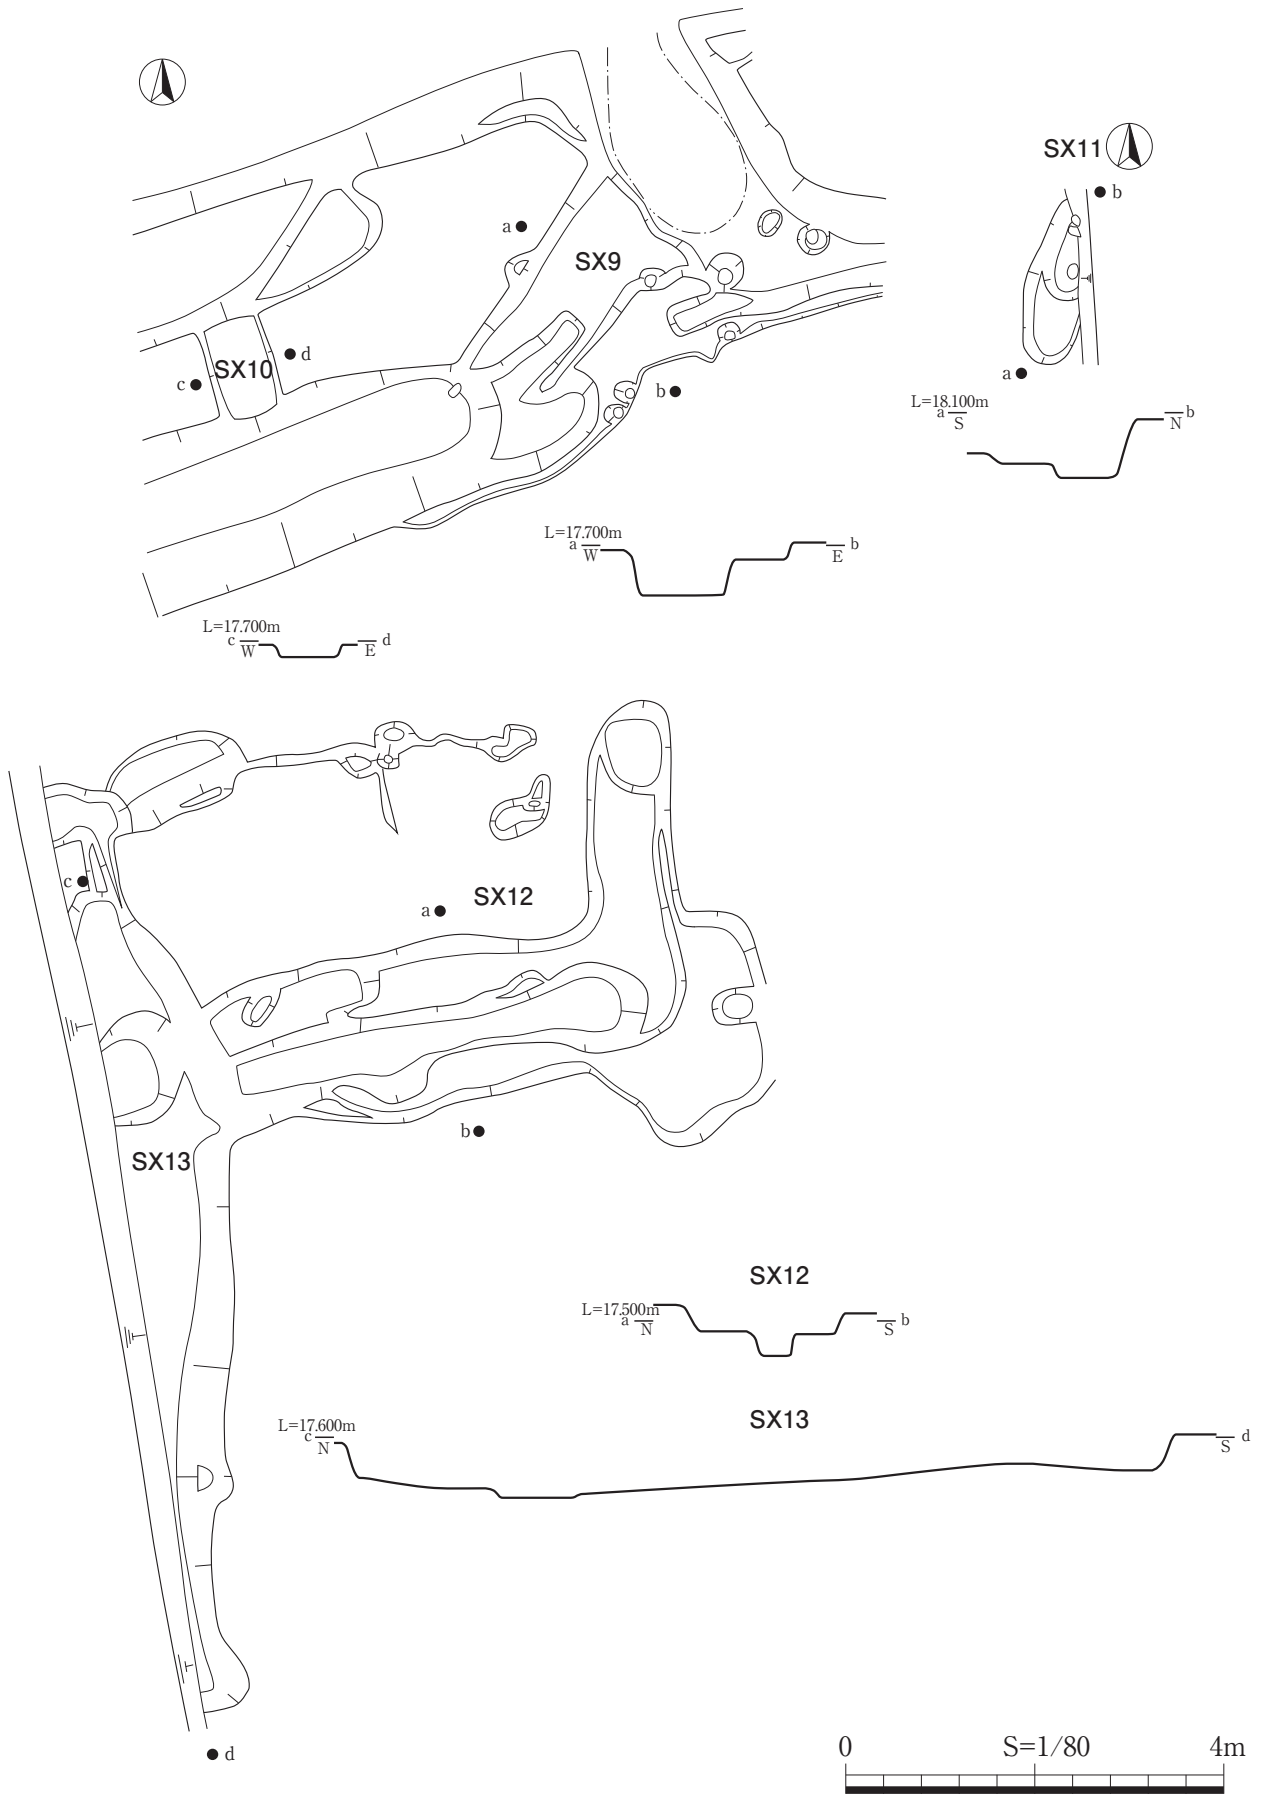 SX11
b
a
SX9
d
SX10
c
b
a
L=18.100m
a S
N b
L=17.700m
a W
E b
L=17.700m
c W
E d
c
SX12
a
b
SX13
SX12
L=17.500m
a N
S b
SX13
L=17.600m
c N
S d
d
0 S=1/80 4m